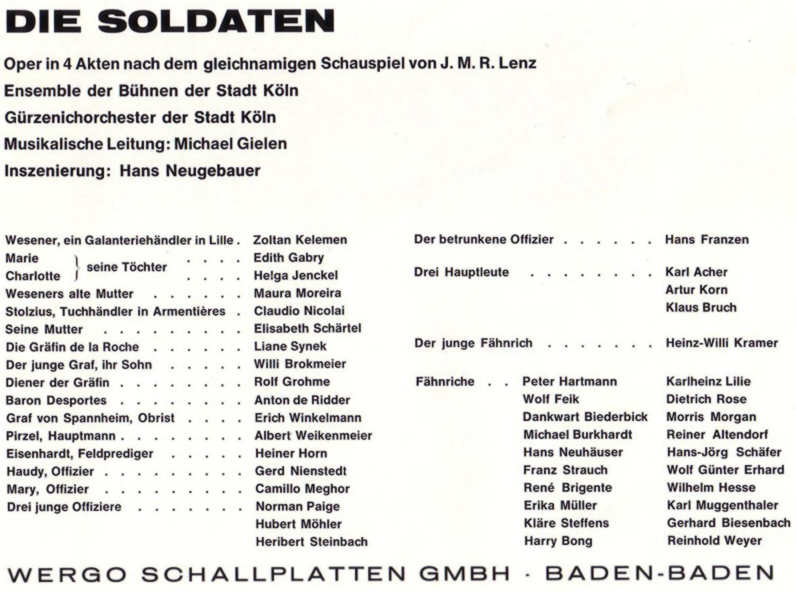 DIE SOLDATEN
Oper in 4 Akten nach dem gleichnamigen Schauspiel von J. M. R. Lenz
Ensemble der Bühnen der Stadt Köln
Gürzenichorchester der Stadt Köln
Musikalische Leitung: Michael Gielen
Inszenierung: Hans Neugebauer
Wesener, ein Galanteriehändler in Lille . Zoltan Kelemen
Marie . . . . Edith Gabry
} seine Töchter
Charlotte . . . . Helga Jenckel
Weseners alte Mutter . . . . . . Maura Moreira
Stolzius, Tuchhändler in Armentières . Claudio Nicolai
Seine Mutter . . . . . . . . . Elisabeth Schärtel
Die Gräfin de la Roche . . . . . . Liane Synek
Der junge Graf, ihr Sohn . . . . . Willi Brokmeier
Diener der Gräfin . . . . . . . . Rolf Grohme
Baron Desportes . . . . . . . . Anton de Ridder
Graf von Spannheim, Obrist . . . . Erich Winkelmann
Pirzel, Hauptmann . . . . . . . . Albert Weikenmeier
Eisenhardt, Feldprediger . . . . . Heiner Horn
Haudy, Offizier . . . . . . . . . Gerd Nienstedt
Mary, Offizier . . . . . . . . . Camillo Meghor
Drei junge Offiziere . . . . . . . Norman Paige
Hubert Möhler
Heribert Steinbach
Der betrunkene Offizier . . . . . . Hans Franzen
Drei Hauptleute . . . . . . . . Karl Acher
Artur Korn
Klaus Bruch
Der junge Fähnrich . . . . . . . Heinz-Willi Kramer
Fähnriche . . Peter Hartmann Karlheinz Lilie
Wolf Feik Dietrich Rose
Dankwart Biederbick Morris Morgan
Michael Burkhardt Reiner Altendorf
Hans Neuhäuser Hans-Jörg Schäfer
Franz Strauch Wolf Günter Erhard
René Brigente Wilhelm Hesse
Erika Müller Karl Muggenthaler
Kläre Steffens Gerhard Biesenbach
Harry Bong Reinhold Weyer
WERGO SCHALLPLATTEN GMBH · BADEN-BADEN